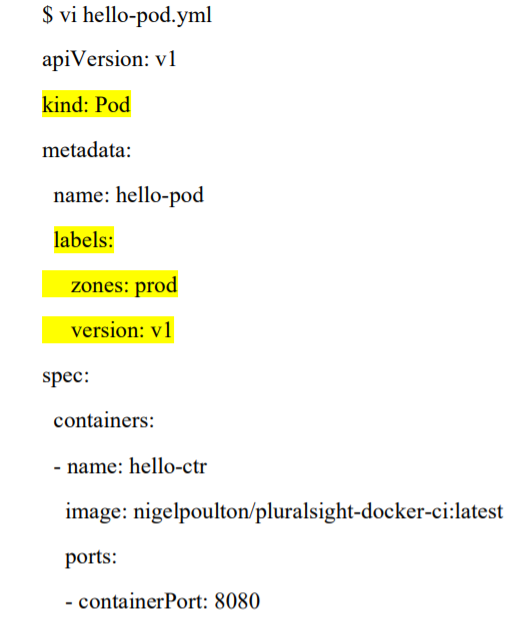 $ vi hello-pod.yml
apiVersion: v1
kind: Pod
metadata:
  name: hello-pod
  labels:
    zones: prod
    version: v1
spec:
  containers:
  - name: hello-ctr
    image: nigelpoulton/pluralsight-docker-ci:latest
    ports:
    - containerPort: 8080